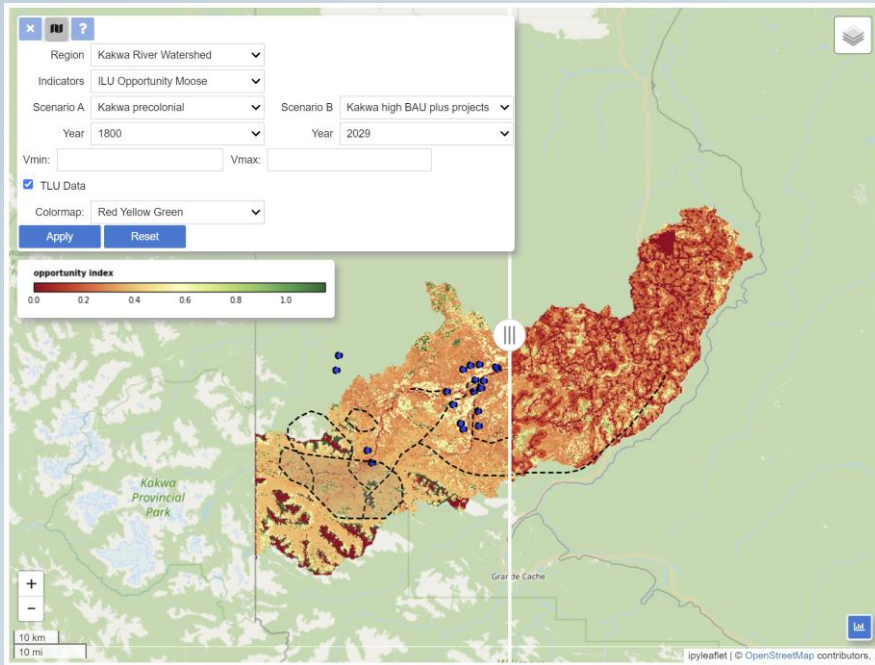 × ?
Region Kakwa River Watershed
Indicators ILU Opportunity Moose
Scenario A Kakwa precolonial Scenario B Kakwa high BAU plus projects
Year 1800 Year 2029
Vmin: Vmax:
TLU Data
Colormap: Red Yellow Green
Apply Reset
opportunity index
0.0 0.2 0.4 0.6 0.8 1.0
Kakwa
Provincial
Park
Grande Cache
+
−
10 km
10 mi
ipyleaflet | © OpenStreetMap contributors,